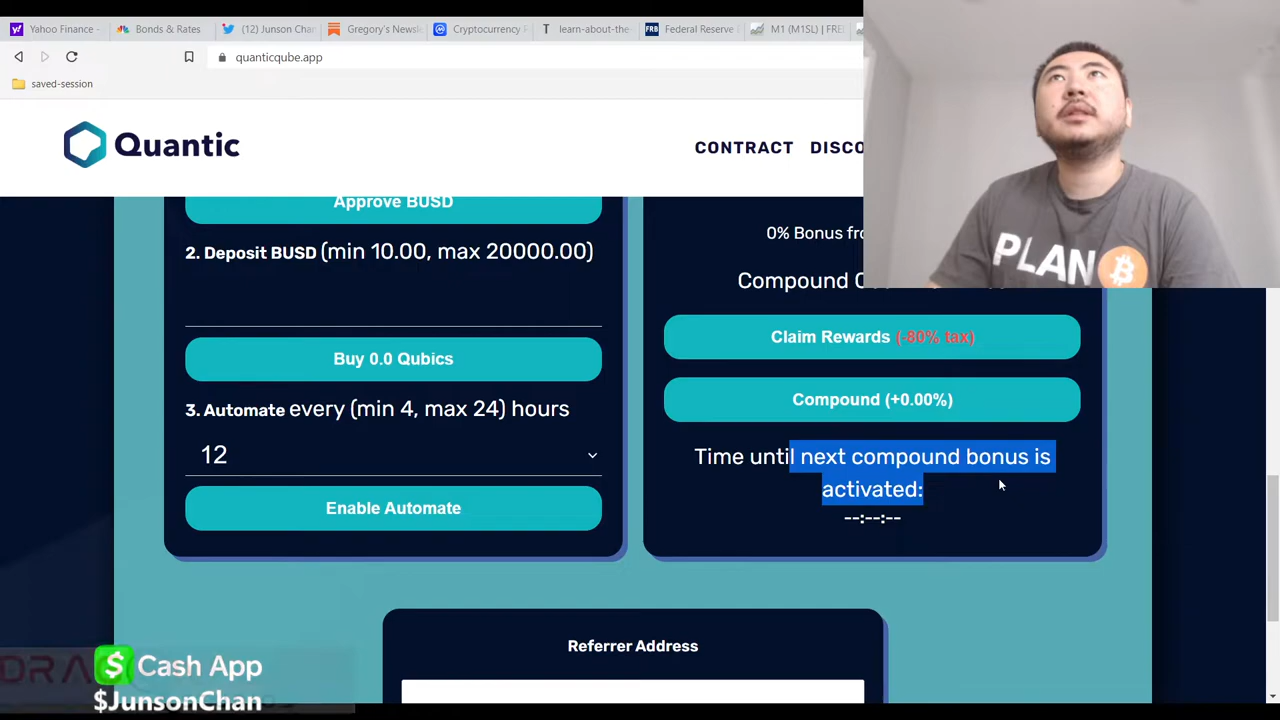 Yahoo Finance -
Bonds & Rates
(12) Junson Chan
Gregory's Newsle
Cryptocurrency
learn-about-the-
Federal Reserve
M1 (M1SL) | FRE
quanticqube.app
saved-session
Quantic
CONTRACT
Approve BUSD
2. Deposit BUSD (min 10.00, max 20000.00)
Buy 0.0 Qubics
3. Automate every (min 4, max 24) hours
12
Enable Automate
0% Bonus
Compound
Claim Rewards (-80% tax)
Compound (+0.00%)
Time until next compound bonus is
activated:
--:--:--
Referrer Address
PLAN
$ Cash App
$JunsonChan